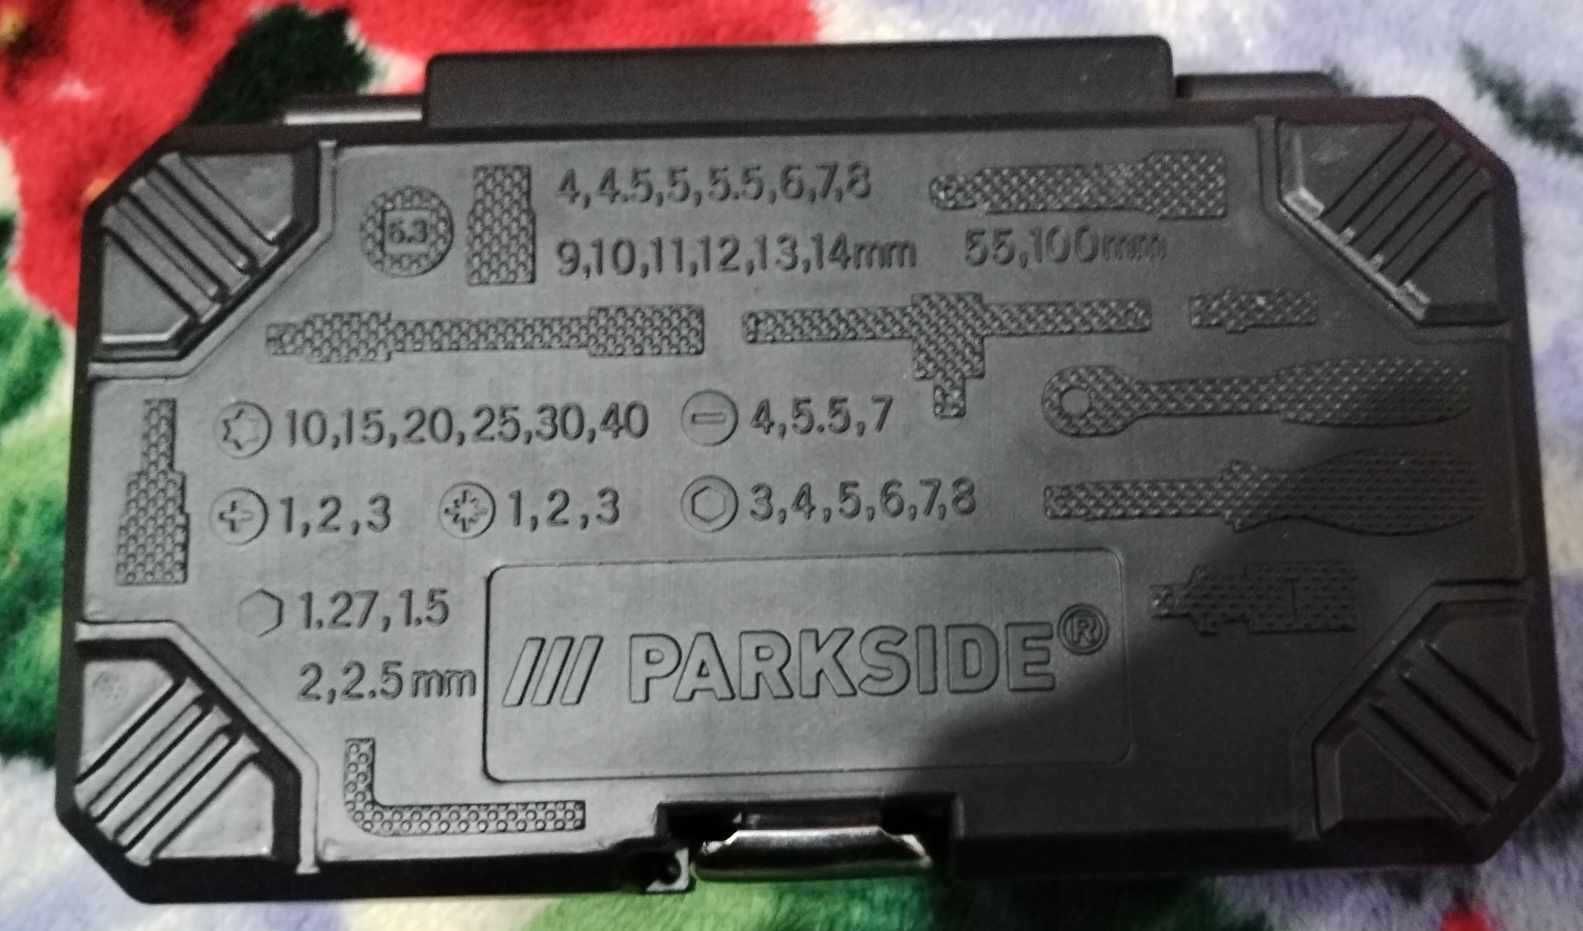 6.3
4,4.5,5,5.5,6,7,8
9,10,11,12,13,14mm
55,100mm
10,15,20,25,30,40
4,5.5,7
1,2,3
1,2,3
3,4,5,6,7,8
1.27,1.5
2,2.5mm
/// PARKSIDE®